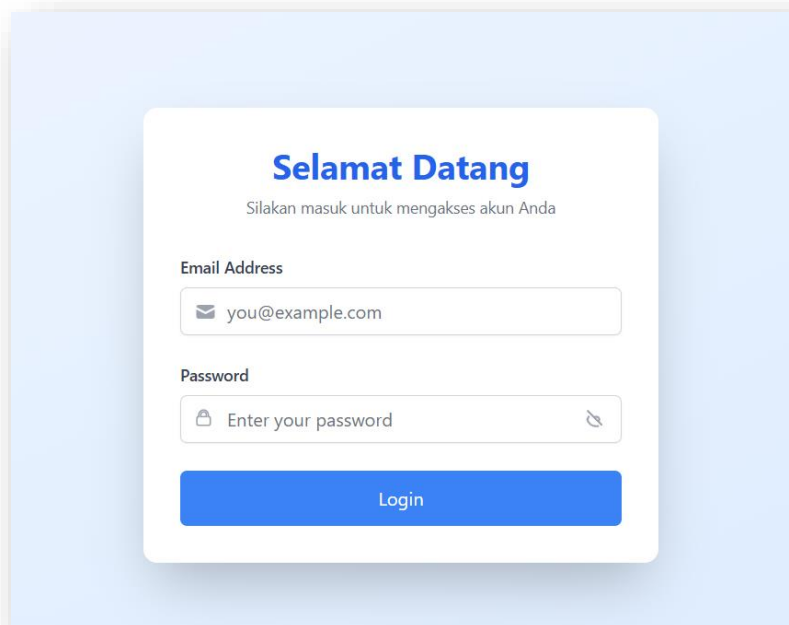 Selamat Datang
Silakan masuk untuk mengakses akun Anda
Email Address
you@example.com
Password
Enter your password
Login